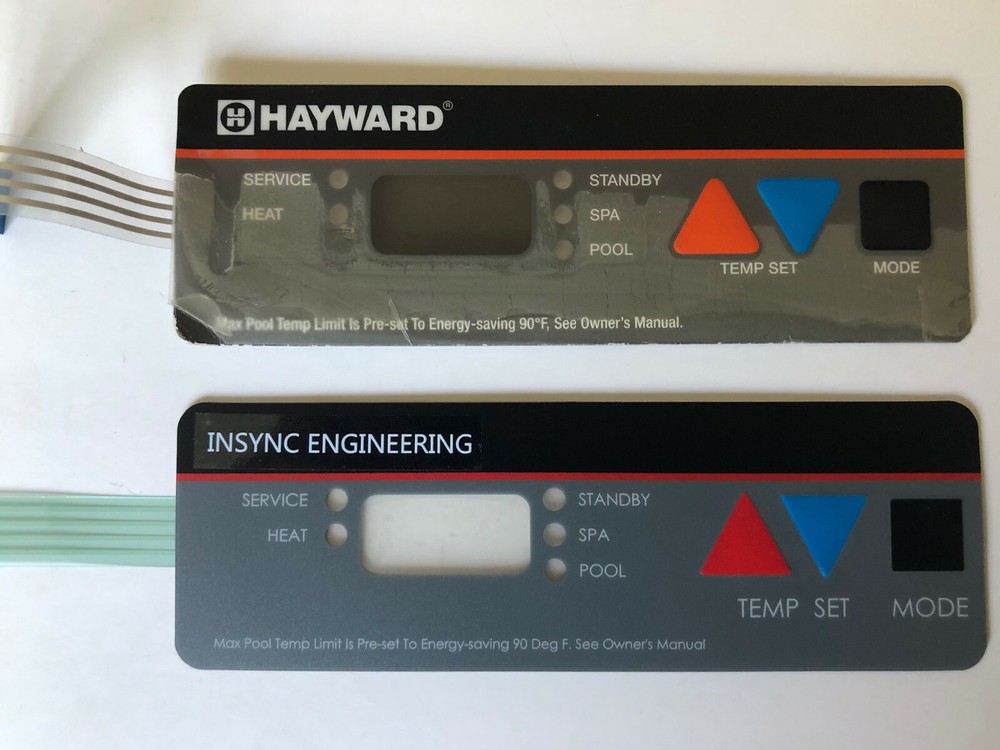 HAYWARD®
SERVICE STANDBY
HEAT SPA
POOL
TEMP SET MODE
Max Pool Temp Limit Is Pre-set To Energy-saving 90°F, See Owner's Manual.
INSYNC ENGINEERING
SERVICE STANDBY
HEAT SPA
POOL
TEMP SET MODE
Max Pool Temp Limit Is Pre-set To Energy-saving 90 Deg F. See Owner's Manual